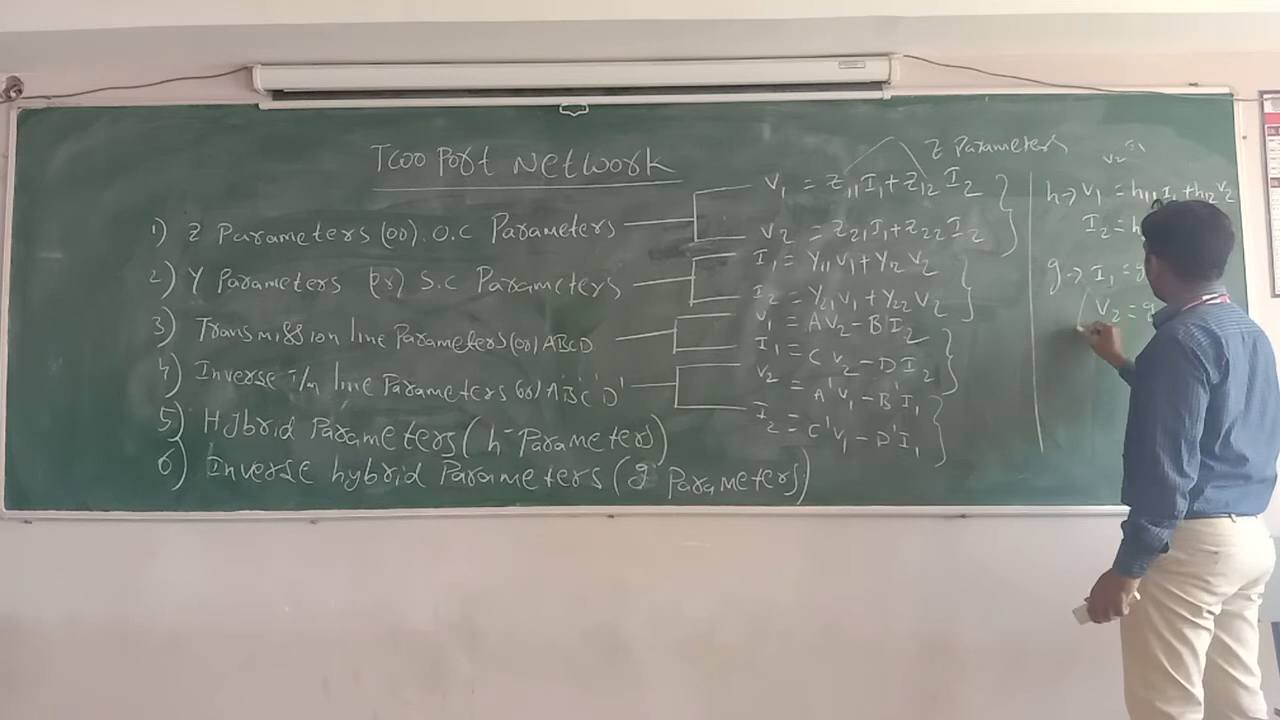 Two Port Network
1) Z Parameters (or) O.C Parameters
2) Y Parameters (or) S.C Parameters
3) Transmission line Parameters (or) ABCD
4) Inverse T/m line Parameters (or) A'B'C'D'
5) Hybrid Parameters (h-Parameters)
6) Inverse hybrid Parameters (g Parameters)
Z Parameters
V1 = Z11 I1 + Z12 I2
V2 = Z21 I1 + Z22 I2
I1 = Y11 V1 + Y12 V2
I2 = Y21 V1 + Y22 V2
V1 = AV2 - BI2
I1 = CV2 - DI2
V2 = A'V1 - B'I1
I2 = C'V1 - D'I1
V2
h → V1 = h11 I1 + h12 V2
I2 = h
g → I1 = g
V2 = g